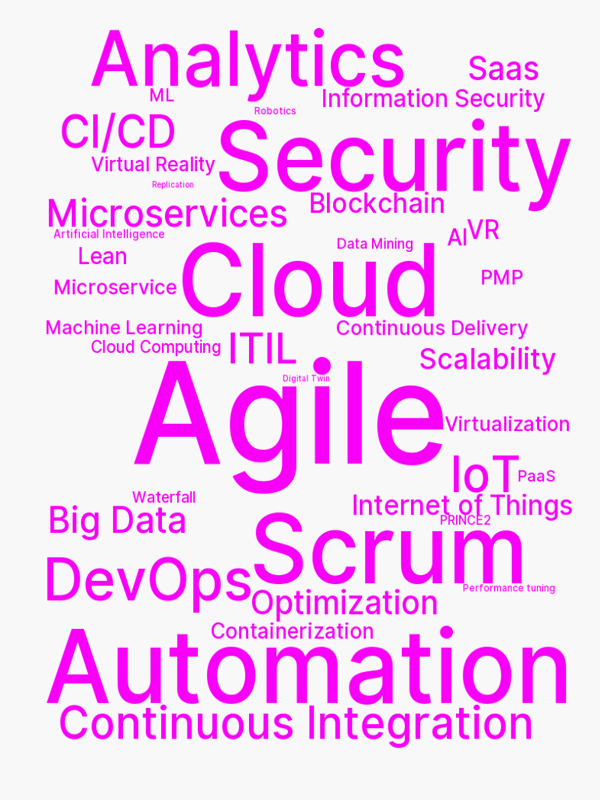 Analytics
Saas
ML
Information Security
Robotics
CI/CD
Security
Virtual Reality
Replication
Microservices
Blockchain
Artificial Intelligence
AI
VR
Data Mining
Lean
Cloud
PMP
Microservice
Machine Learning
Continuous Delivery
Cloud Computing
ITIL
Scalability
Digital Twin
Agile
Virtualization
IoT
PaaS
Waterfall
Internet of Things
Big Data
PRINCE2
Scrum
DevOps
Performance tuning
Optimization
Containerization
Automation
Continuous Integration